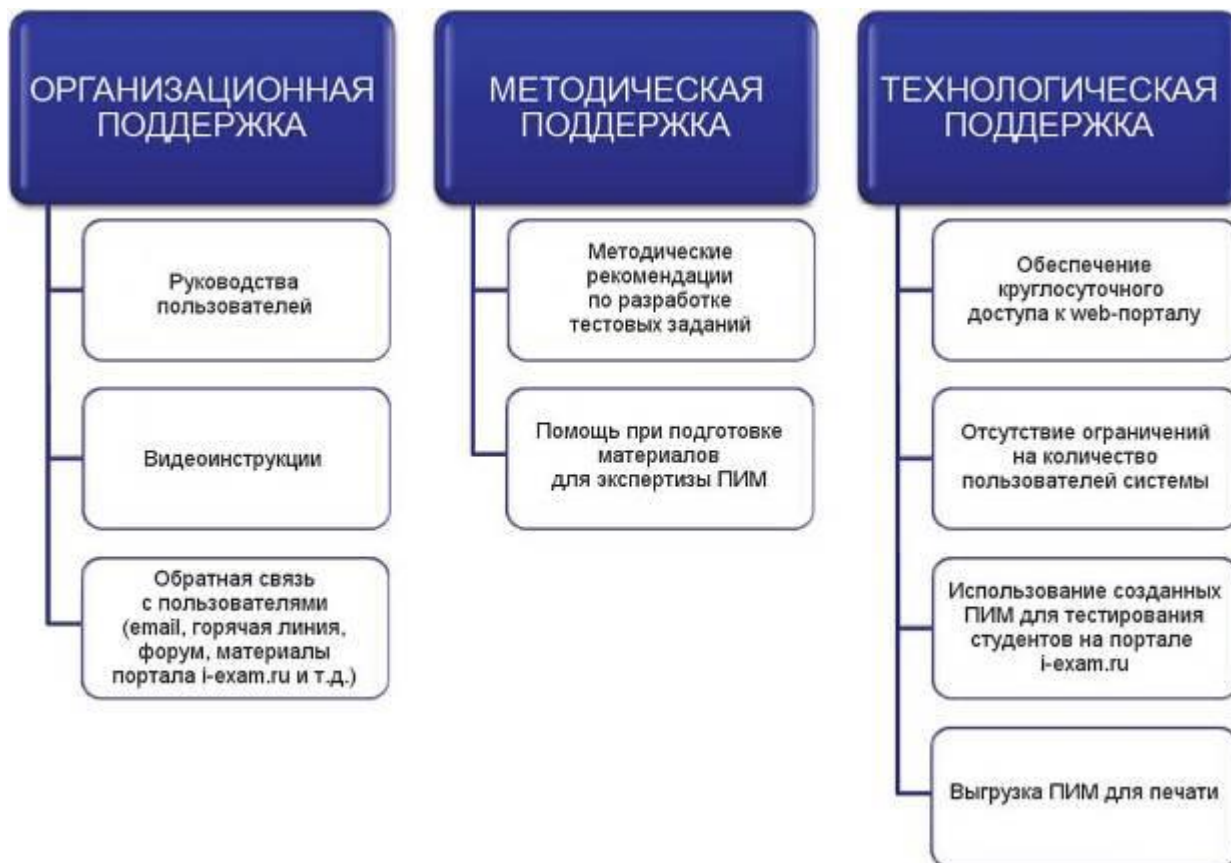 ОРГАНИЗАЦИОННАЯ
ПОДДЕРЖКА
Руководства
пользователей
Видеоинструкции
Обратная связь
с пользователями
(email, горячая линия,
форум, материалы
портала i-exam.ru и т.д.)
МЕТОДИЧЕСКАЯ
ПОДДЕРЖКА
Методические
рекомендации
по разработке
тестовых заданий
Помощь при подготовке
материалов
для экспертизы ПИМ
ТЕХНОЛОГИЧЕСКАЯ
ПОДДЕРЖКА
Обеспечение
круглосуточного
доступа к web-порталу
Отсутствие ограничений
на количество
пользователей системы
Использование созданных
ПИМ для тестирования
студентов на портале
i-exam.ru
Выгрузка ПИМ для печати